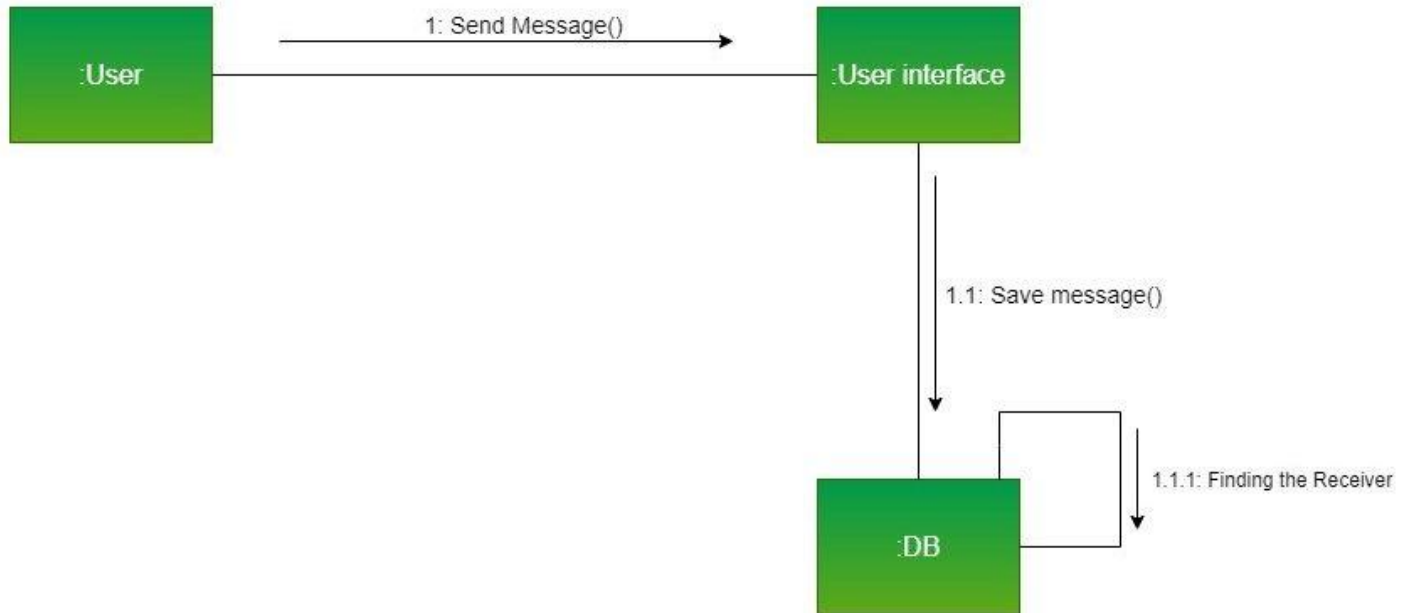 1: Send Message()
:User
:User interface
1.1: Save message()
1.1.1: Finding the Receiver
:DB